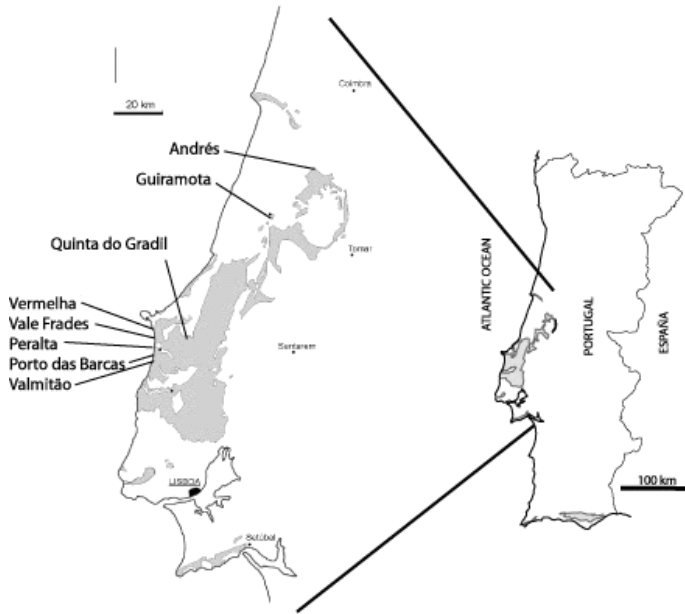 Coimbra
20 km
Andrés
Guiramota
Quinta do Gradil
Tomar
Vermelha
Vale Frades
Peralta
Porto das Barcas
Valmitão
Santarem
LISBOA
Setúbal
ATLANTIC OCEAN
PORTUGAL
ESPAÑA
100 km